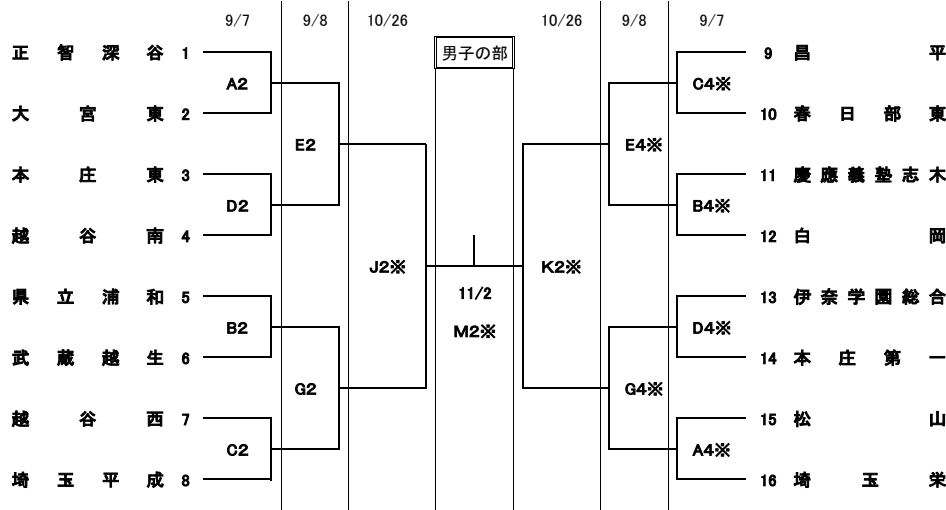 9/7 9/8 10/26 10/26 9/8 9/7
男子の部
正智深谷 1 9 昌平
A2 C4※
大宮東 2 10 春日部東
E2 E4※
本庄東 3 11 慶應義塾志木
D2 B4※
越谷南 4 12 白岡
J2※ K2※
県立浦和 5 11/2 13 伊奈学園総合
B2 M2※ D4※
武蔵越生 6 14 本庄第一
G2 G4※
越谷西 7 15 松山
C2 A4※
埼玉平成 8 16 埼玉栄